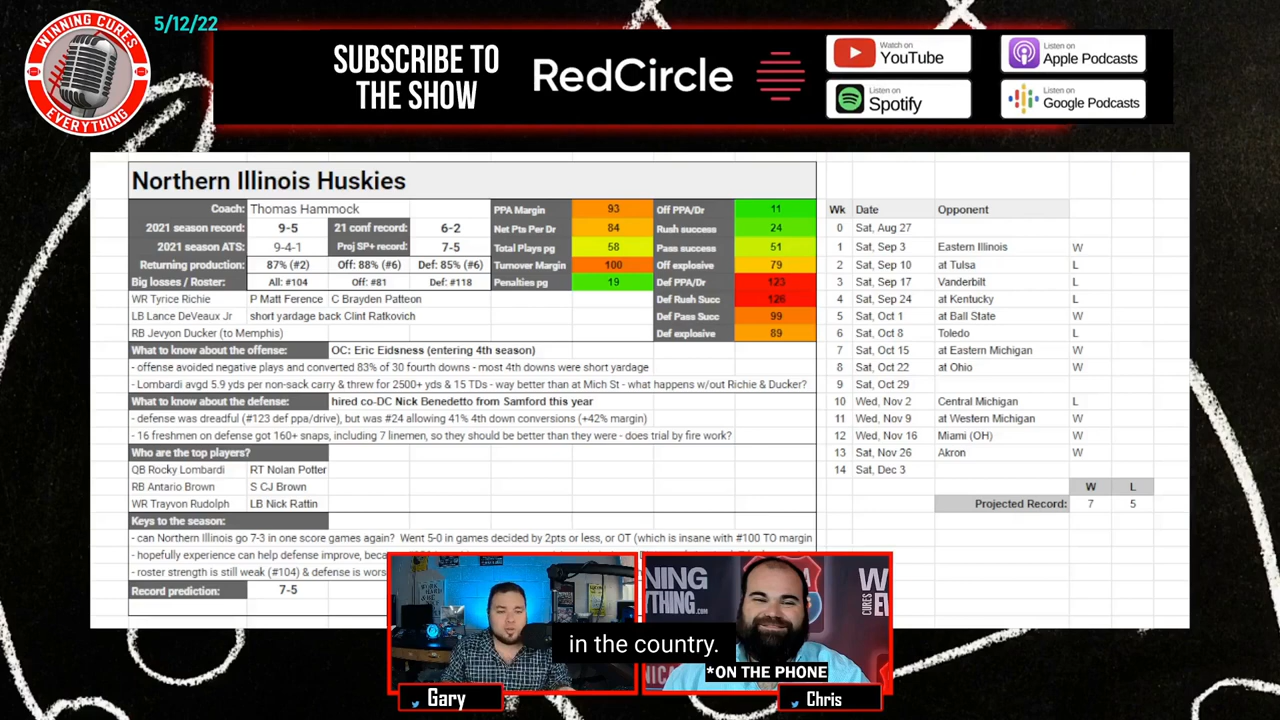 5/12/22
WINNING CURES
EVERYTHING
SUBSCRIBE TO
THE SHOW
RedCircle
Watch on
YouTube
Listen on
Apple Podcasts
Listen on
Spotify
Listen on
Google Podcasts
Northern Illinois Huskies
Coach: Thomas Hammock PPA Margin 93 Off PPA/Dr 11
2021 season record: 9-5 21 conf record: 6-2 Net Pts Per Dr 84 Rush success 24
2021 season ATS: 9-4-1 Proj SP+ record: 7-5 Total Plays pg 58 Pass success 51
Returning production: 87% (#2) Off: 88% (#6) Def: 85% (#6) Turnover Margin 100 Off explosive 79
Big losses / Roster: All: #104 Off: #81 Def: #118 Penalties pg 19 Def PPA/Dr 123
WR Tyrice Richie P Matt Ference C Brayden Patteon Def Rush Succ 126
LB Lance DeVeaux Jr short yardage back Clint Ratkovich Def Pass Succ 99
RB Jevyon Ducker (to Memphis) Def explosive 89
What to know about the offense: OC: Eric Eidsness (entering 4th season)
- offense avoided negative plays and converted 83% of 30 fourth downs - most 4th downs were short yardage
- Lombardi avgd 5.9 yds per non-sack carry & threw for 2500+ yds & 15 TDs - way better than at Mich St - what happens w/out Richie & Ducker?
What to know about the defense: hired co-DC Nick Benedetto from Samford this year
- defense was dreadful (#123 def ppa/drive), but was #24 allowing 41% 4th down conversions (+42% margin)
- 16 freshmen on defense got 160+ snaps, including 7 linemen, so they should be better than they were - does trial by fire work?
Who are the top players?
QB Rocky Lombardi RT Nolan Potter
RB Antario Brown S CJ Brown
WR Trayvon Rudolph LB Nick Rattin
Keys to the season:
- can Northern Illinois go 7-3 in one score games again? Went 5-0 in games decided by 2pts or less, or OT (which is insane with #100 TO margin
- hopefully experience can help defense improve, beca
- roster strength is still weak (#104) & defense is wors
Record prediction: 7-5
Wk Date Opponent
0 Sat, Aug 27
1 Sat, Sep 3 Eastern Illinois W
2 Sat, Sep 10 at Tulsa L
3 Sat, Sep 17 Vanderbilt L
4 Sat, Sep 24 at Kentucky L
5 Sat, Oct 1 at Ball State W
6 Sat, Oct 8 Toledo L
7 Sat, Oct 15 at Eastern Michigan W
8 Sat, Oct 22 at Ohio W
9 Sat, Oct 29
10 Wed, Nov 2 Central Michigan L
11 Wed, Nov 9 at Western Michigan W
12 Wed, Nov 16 Miami (OH) W
13 Sat, Nov 26 Akron W
14 Sat, Dec 3
W L
Projected Record: 7 5
in the country.
*ON THE PHONE
Gary
Chris